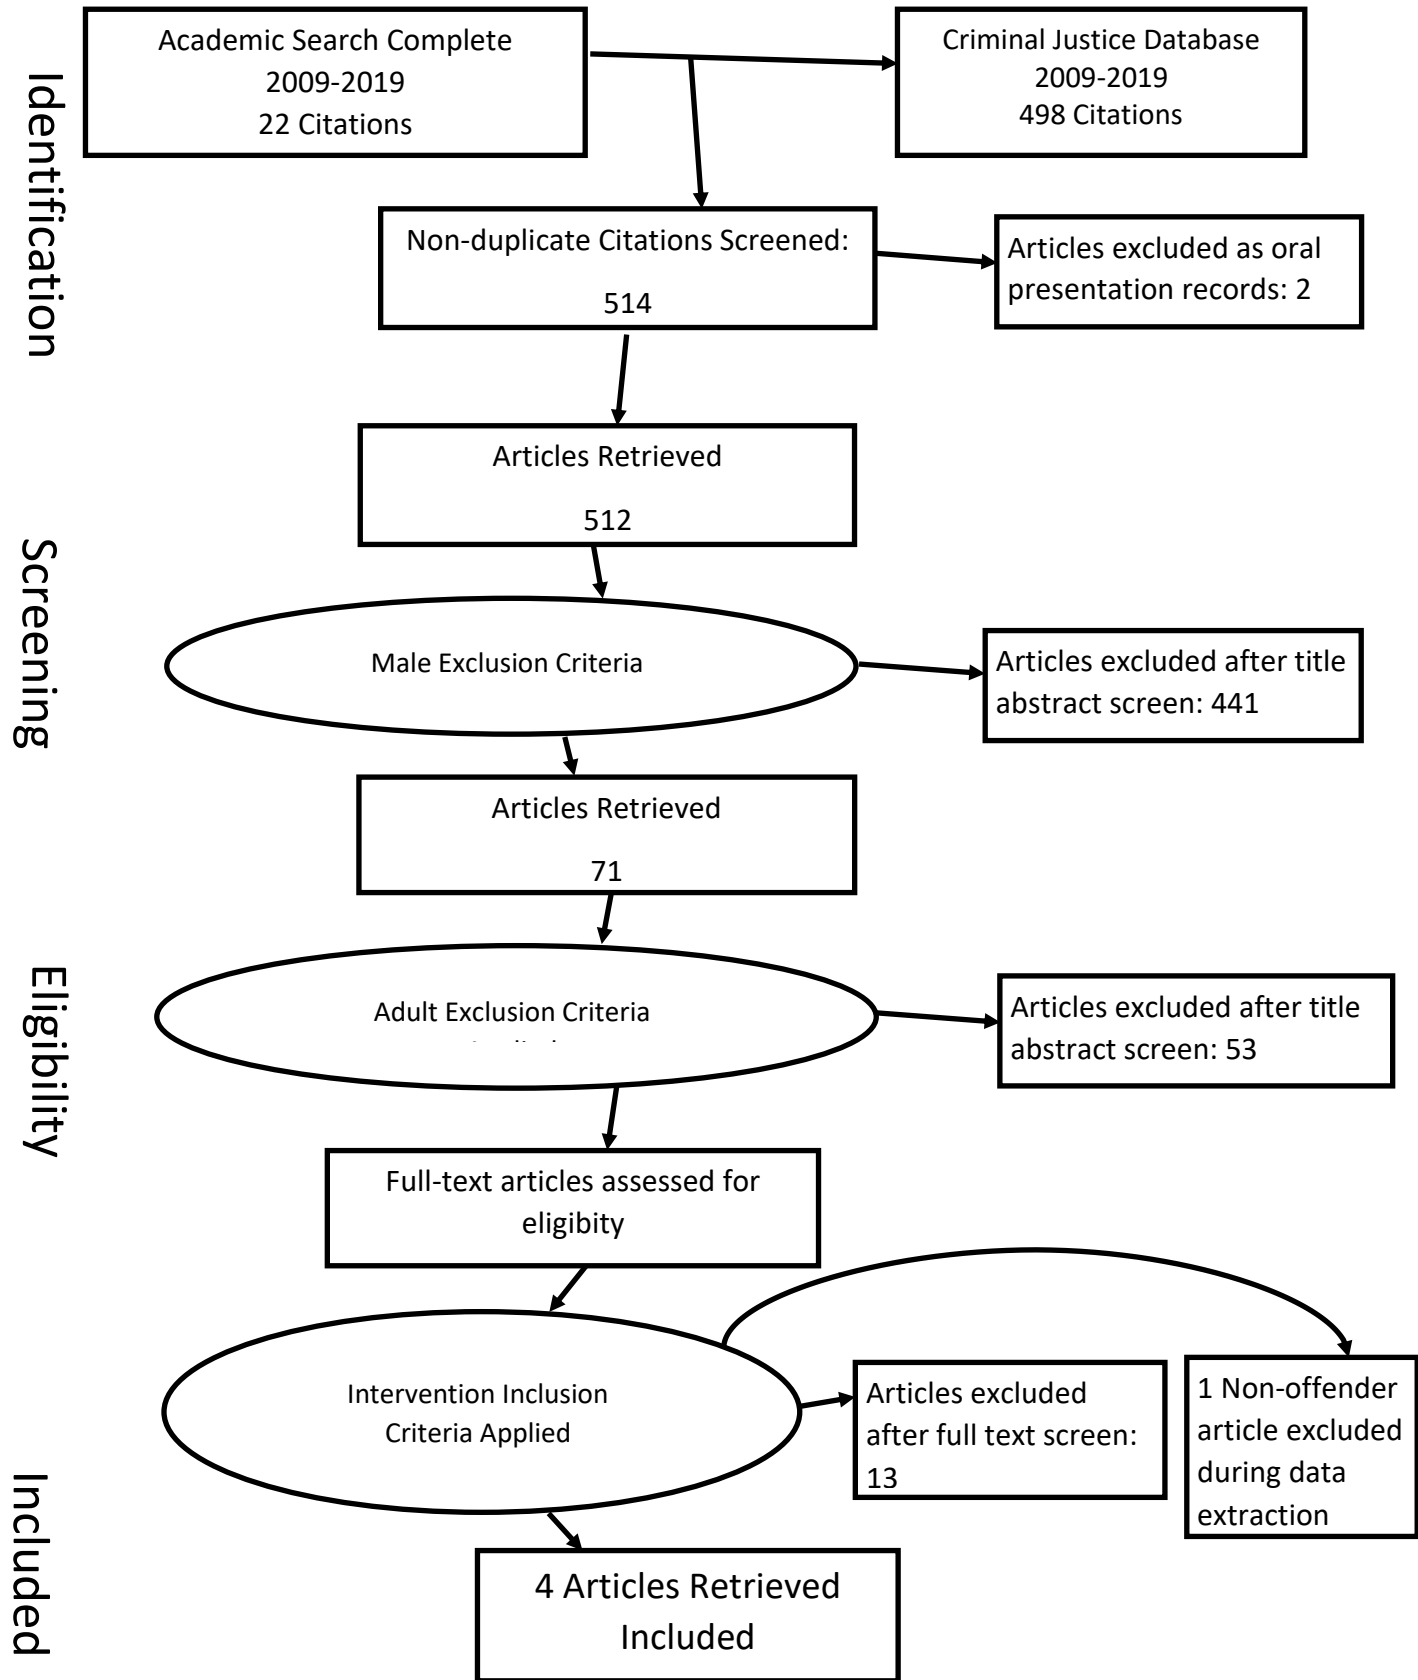 Identification
Academic Search Complete
2009-2019
22 Citations
Criminal Justice Database
2009-2019
498 Citations
Non-duplicate Citations Screened:
514
Articles excluded as oral
presentation records: 2
Screening
Articles Retrieved
512
Male Exclusion Criteria
Articles excluded after title
abstract screen: 441
Articles Retrieved
71
Eligibility
Adult Exclusion Criteria
Articles excluded after title
abstract screen: 53
Full-text articles assessed for
eligibity
Included
Intervention Inclusion
Criteria Applied
Articles excluded
after full text screen:
13
1 Non-offender
article excluded
during data
extraction
4 Articles Retrieved
Included